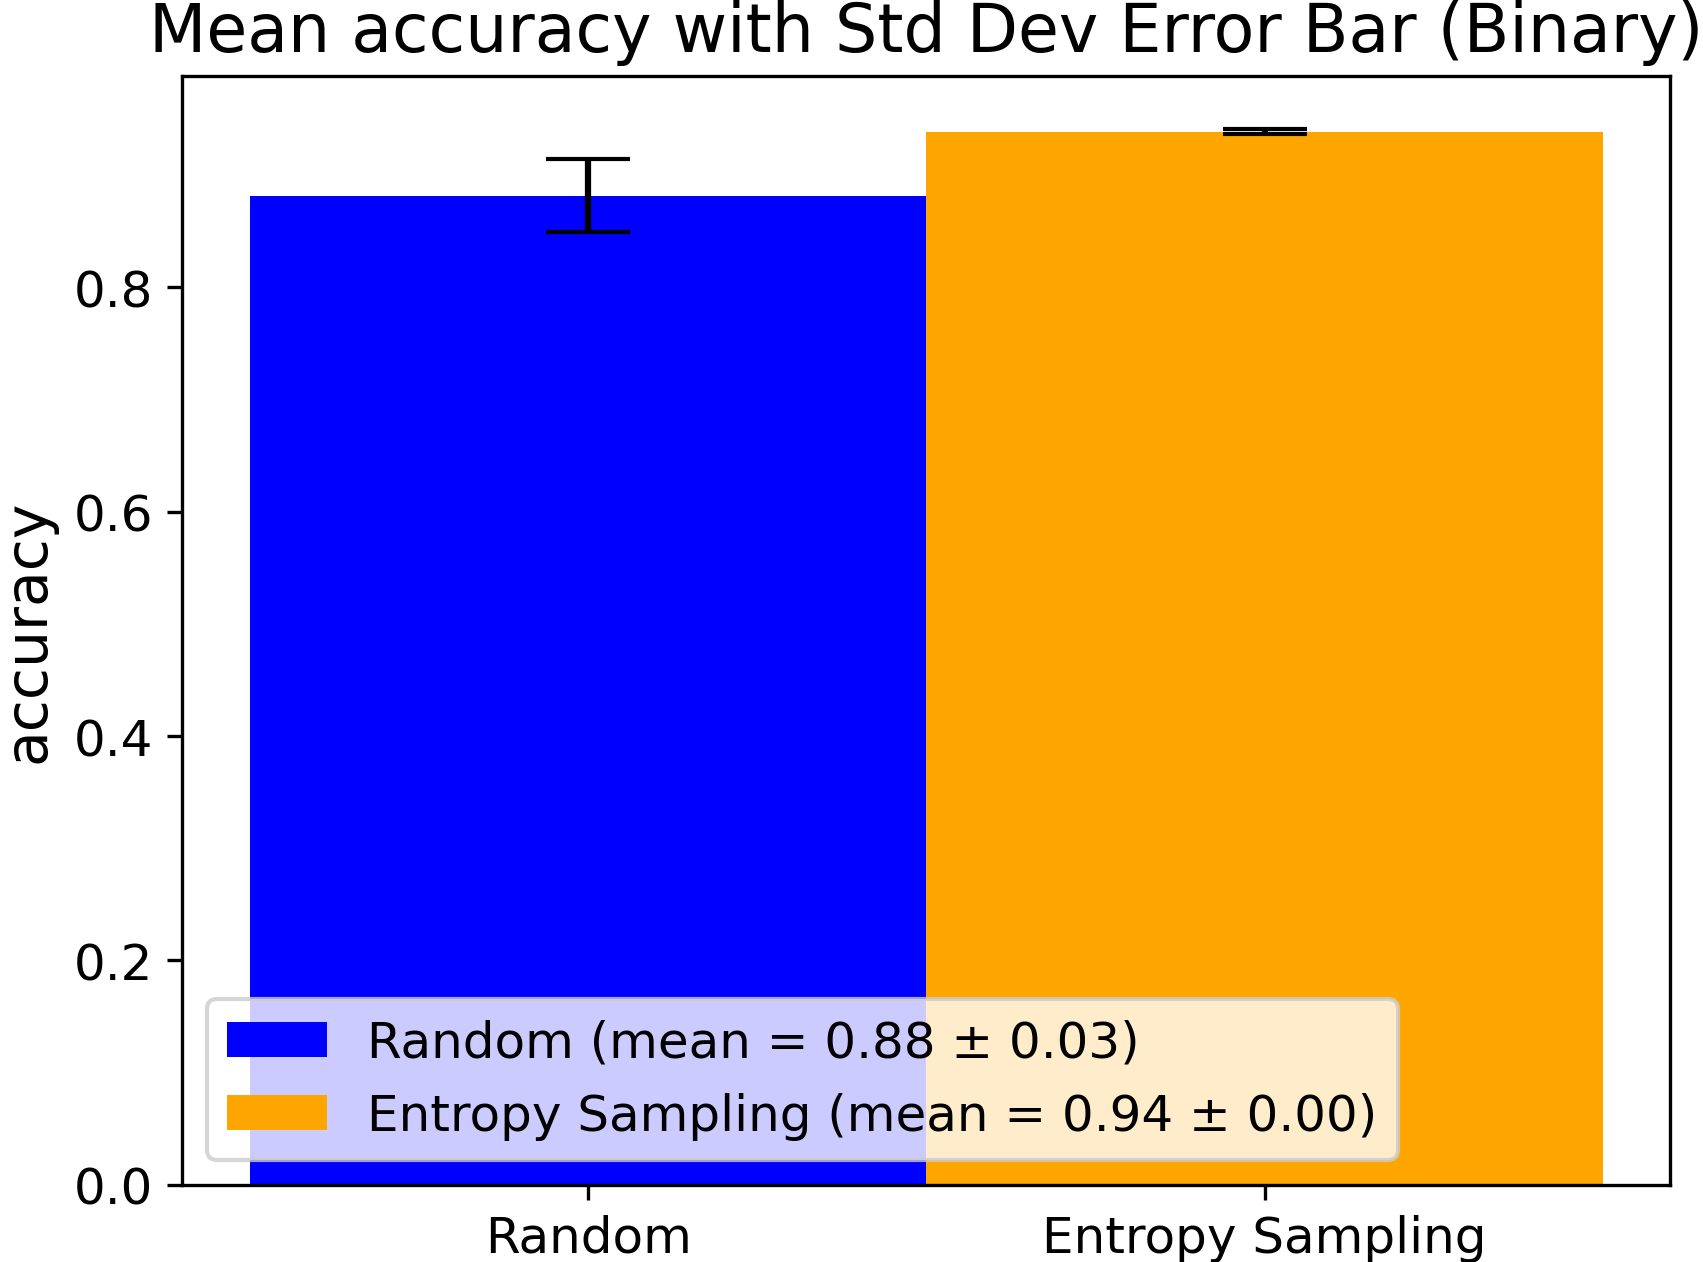 Mean accuracy with Std Dev Error Bar (Binary)
accuracy
0.8
0.6
0.4
0.2
0.0
Random (mean = 0.88 ± 0.03)
Entropy Sampling (mean = 0.94 ± 0.00)
Random
Entropy Sampling